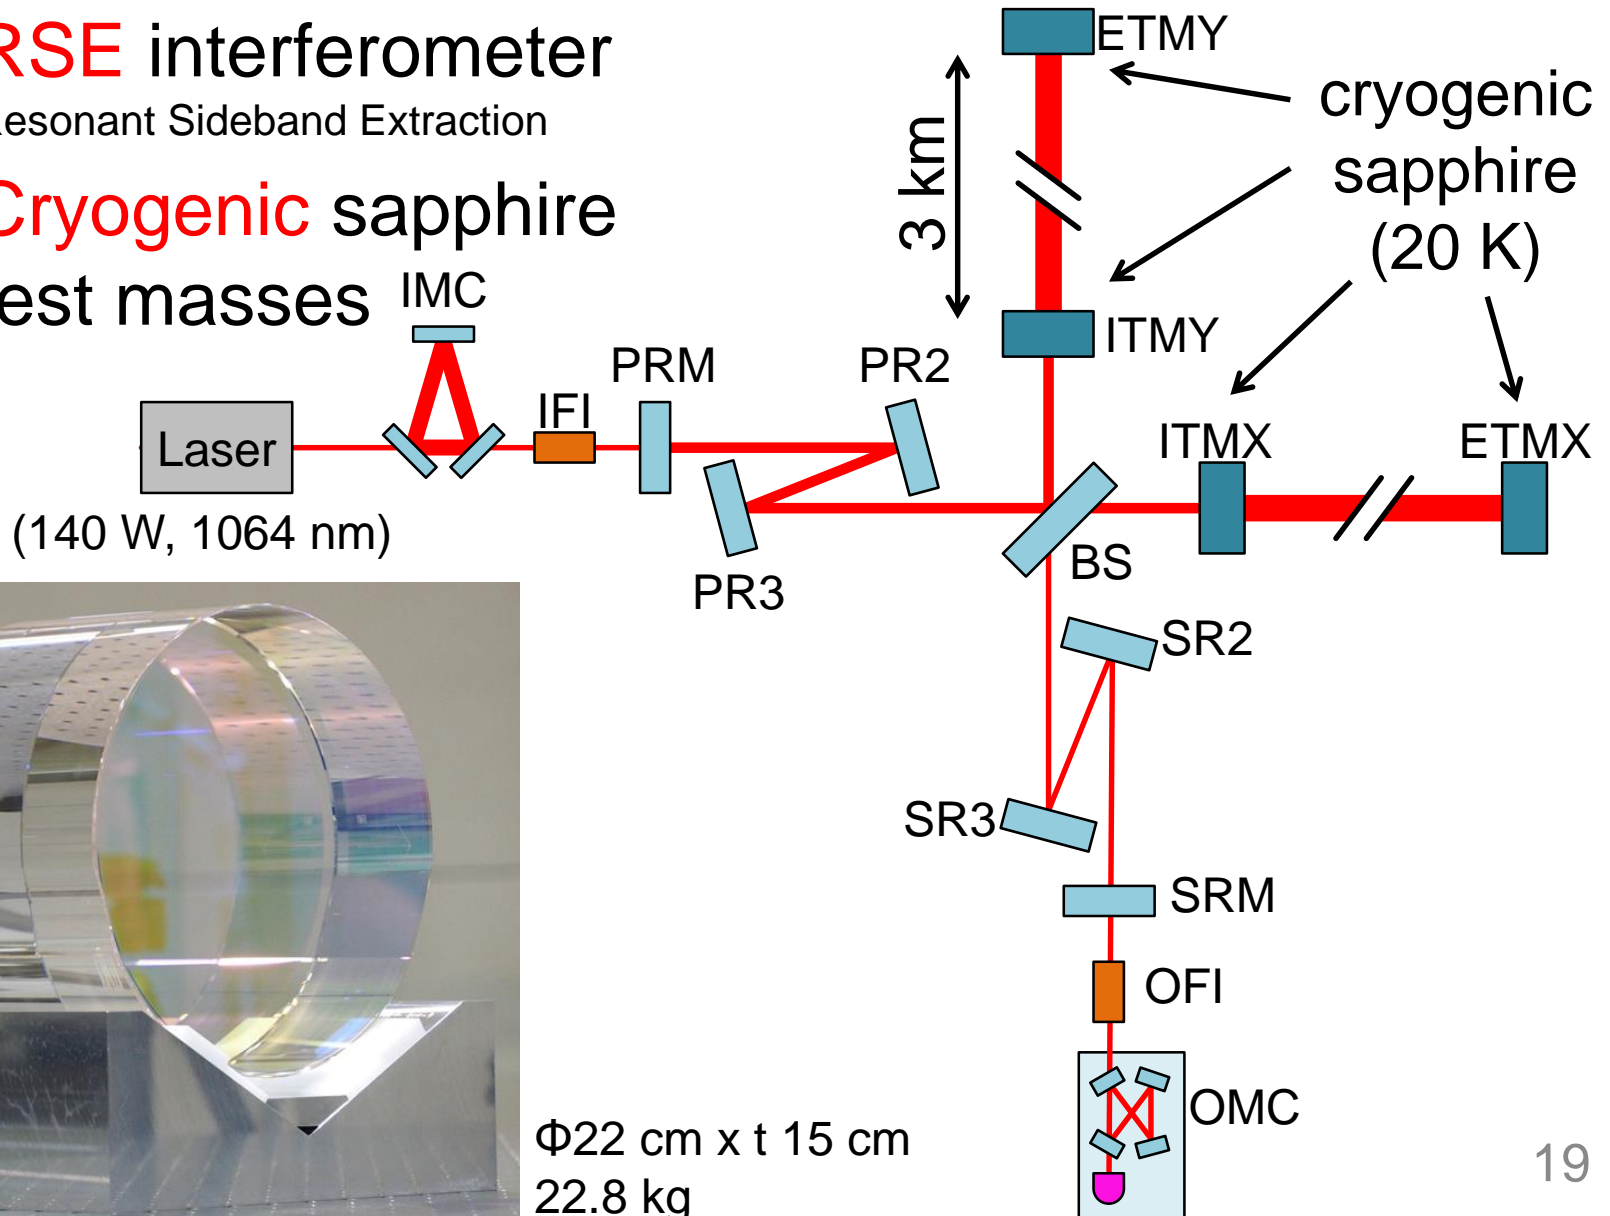 RSE interferometer
Resonant Sideband Extraction
Cryogenic sapphire
est masses
IMC
Laser
(140 W, 1064 nm)
IFI
PRM
PR2
PR3
ETMY
3 km
ITMY
cryogenic
sapphire
(20 K)
ITMX
ETMX
BS
SR2
SR3
SRM
OFI
OMC
Φ22 cm x t 15 cm
22.8 kg
19